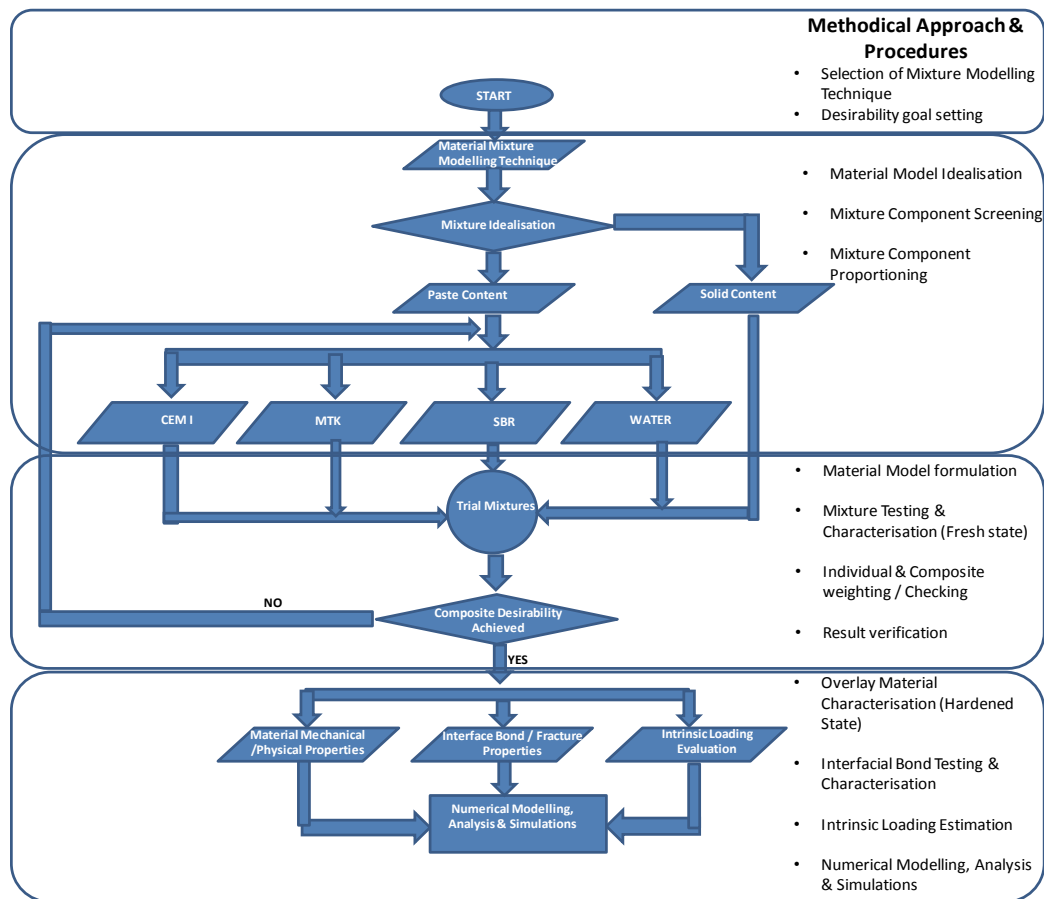 Methodical Approach &
Procedures
• Selection of Mixture Modelling
Technique
• Desirability goal setting
START
Material Mixture
Modelling Technique
• Material Model Idealisation
• Mixture Component Screening
• Mixture Component
Proportioning
Mixture Idealisation
Paste Content
Solid Content
CEM I
MTK
SBR
WATER
• Material Model formulation
• Mixture Testing &
Characterisation (Fresh state)
• Individual & Composite
weighting / Checking
• Result verification
Trial Mixtures
NO
Composite Desirability
Achieved
YES
• Overlay Material
Characterisation (Hardened
State)
• Interfacial Bond Testing &
Characterisation
• Intrinsic Loading Estimation
• Numerical Modelling, Analysis
& Simulations
Material Mechanical
/Physical Properties
Interface Bond / Fracture
Properties
Intrinsic Loading
Evaluation
Numerical Modelling,
Analysis & Simulations